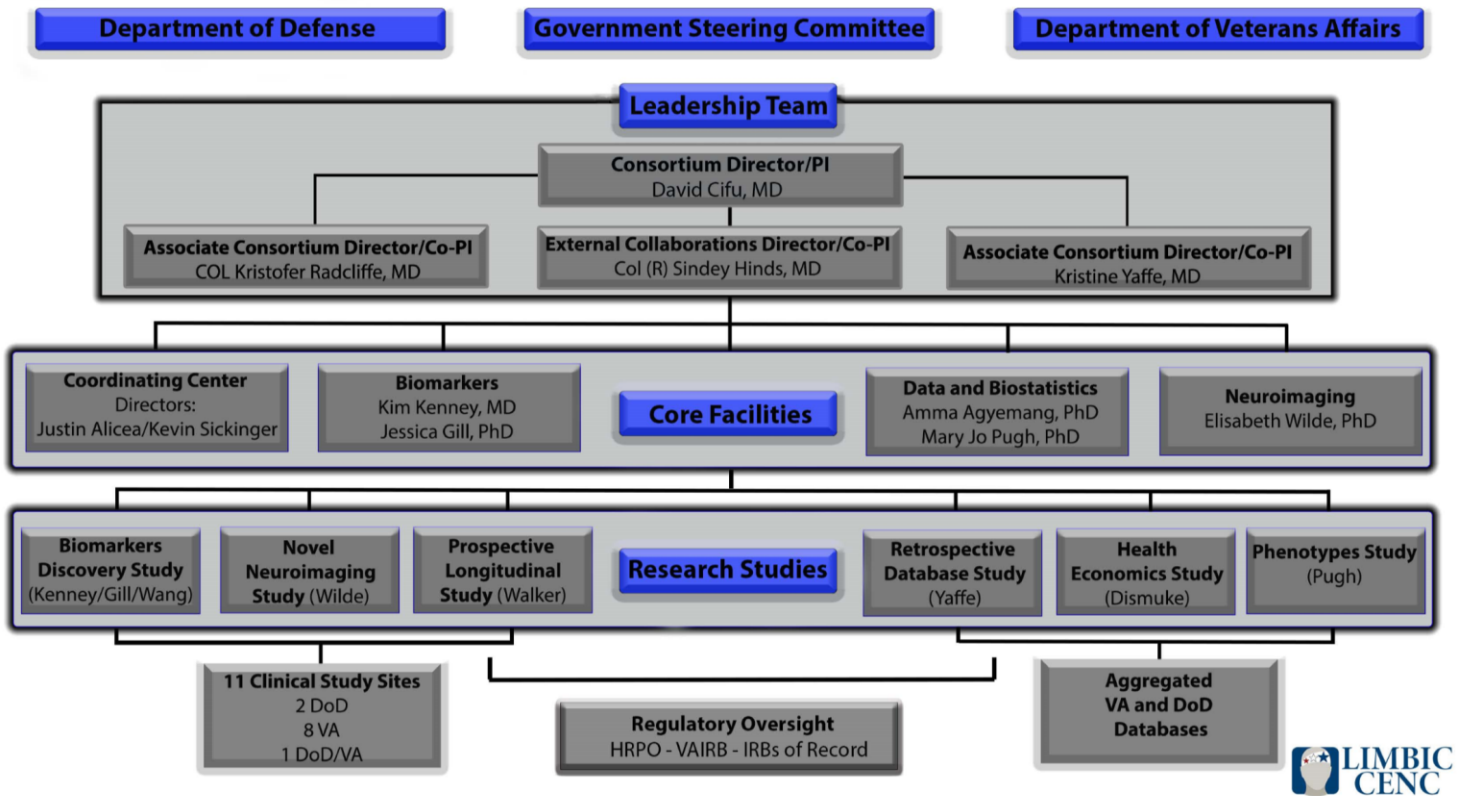 Department of Defense
Government Steering Committee
Department of Veterans Affairs
Leadership Team
Consortium Director/PI
David Cifu, MD
Associate Consortium Director/Co-PI
COL Kristofer Radcliffe, MD
External Collaborations Director/Co-PI
Col (R) Sindey Hinds, MD
Associate Consortium Director/Co-PI
Kristine Yaffe, MD
Coordinating Center
Directors:
Justin Alicea/Kevin Sickinger
Biomarkers
Kim Kenney, MD
Jessica Gill, PhD
Core Facilities
Data and Biostatistics
Amma Agyemang, PhD
Mary Jo Pugh, PhD
Neuroimaging
Elisabeth Wilde, PhD
Biomarkers
Discovery Study
(Kenney/Gill/Wang)
Novel
Neuroimaging
Study (Wilde)
Prospective
Longitudinal
Study (Walker)
Research Studies
Retrospective
Database Study
(Yaffe)
Health
Economics Study
(Dismuke)
Phenotypes Study
(Pugh)
11 Clinical Study Sites
2 DoD
8 VA
1 DoD/VA
Regulatory Oversight
HRPO - VAIRB - IRBs of Record
Aggregated
VA and DoD
Databases
LIMBIC
CENC